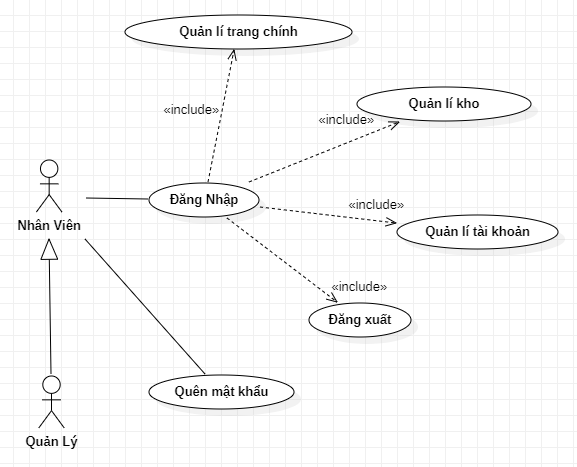 Quản lí trang chính
«include»
Quản lí kho
«include»
Đăng Nhập
«include»
Nhân Viên
Quản lí tài khoản
«include»
Đăng xuất
Quên mật khẩu
Quản Lý